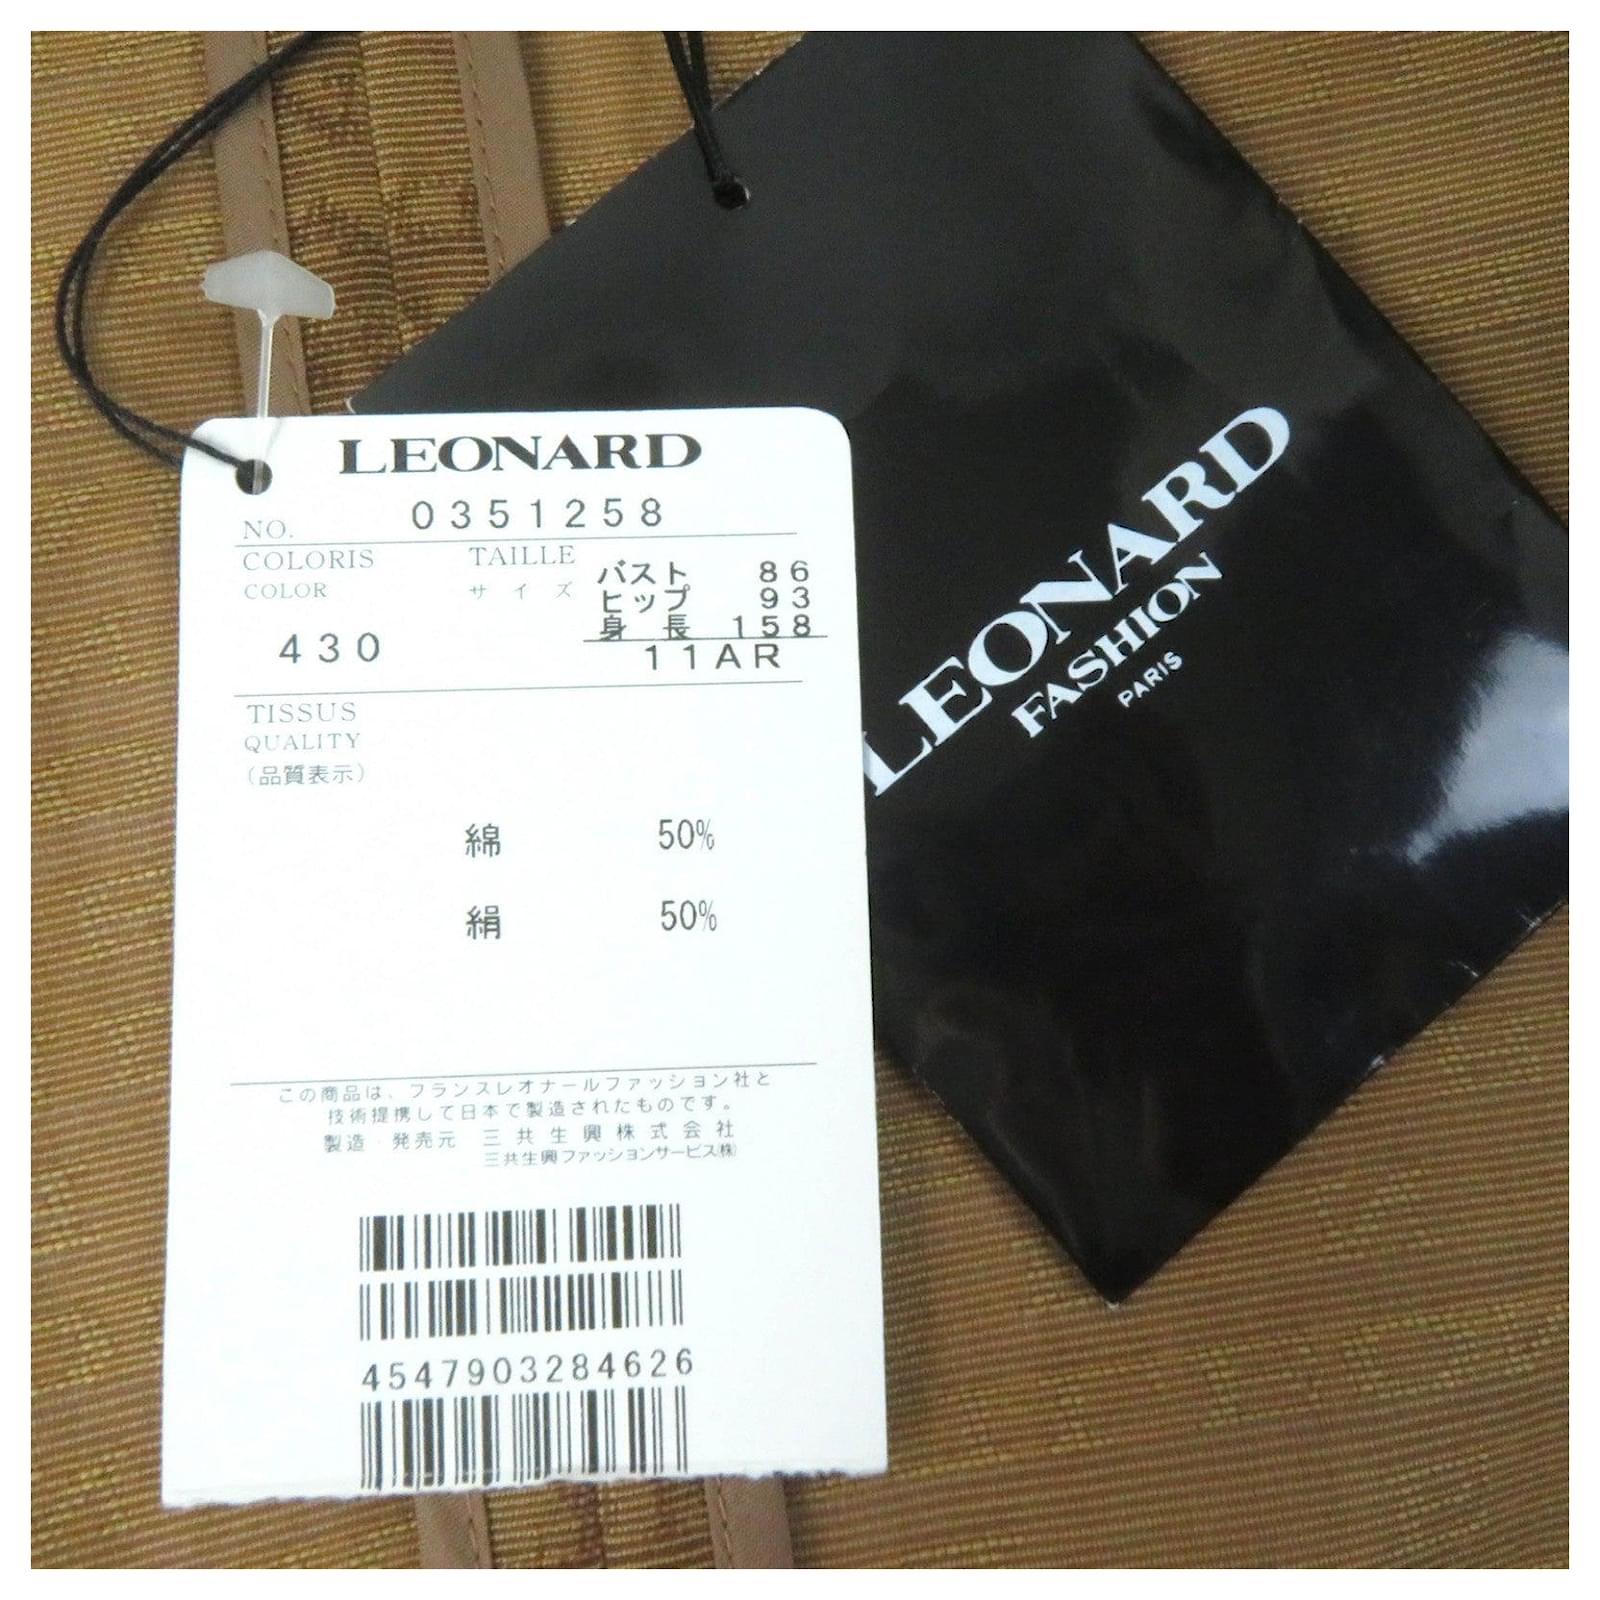 LEONARD
NO. 0351258
COLORIS TAILLE
COLOR サイズ
バスト 86
ヒップ 93
身長 158
430 11AR
TISSUS
QUALITY
(品質表示)
綿 50%
絹 50%
この商品は、フランスレオナールファッション社と
技術提携して日本で製造されたものです。
製造・発売元 三共生興株式会社
三共生興ファッションサービス㈱
4547903284626
LEONARD
FASHION
PARIS